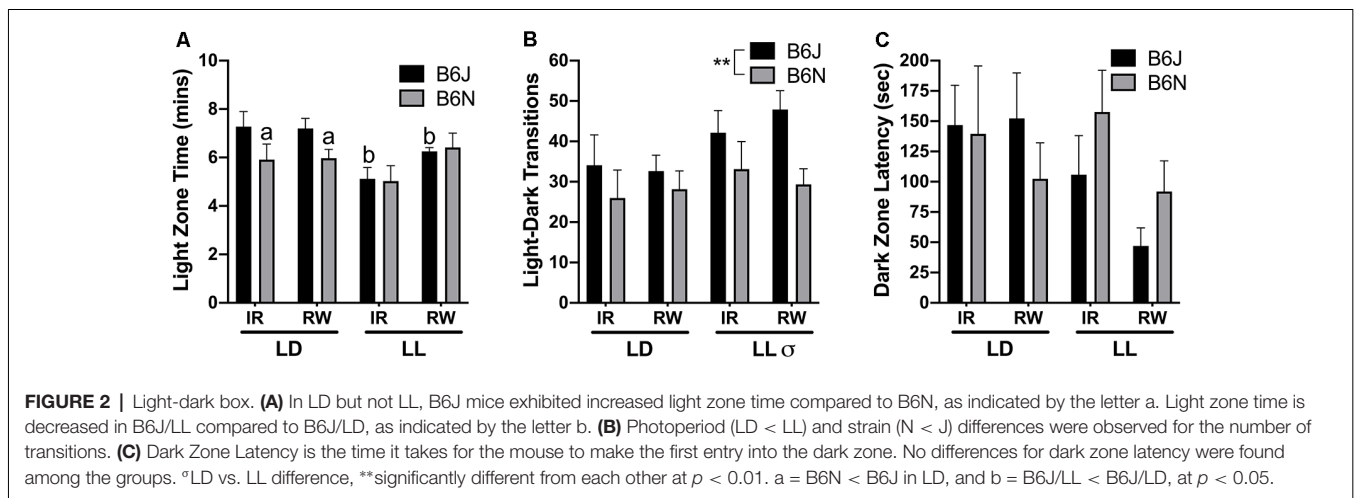 A
B
C
B6J
B6N
** B6J
B6N
B6J
B6N
Light Zone Time (mins)
10
8
6
4
2
0
a a b b
IR RW IR RW
LD LL
Light-Dark Transitions
60
50
40
30
20
10
0
IR RW IR RW
LD LL σ
Dark Zone Latency (sec)
200
175
150
125
100
75
50
25
0
IR RW IR RW
LD LL
FIGURE 2 | Light-dark box. (A) In LD but not LL, B6J mice exhibited increased light zone time compared to B6N, as indicated by the letter a. Light zone time is
decreased in B6J/LL compared to B6J/LD, as indicated by the letter b. (B) Photoperiod (LD < LL) and strain (N < J) differences were observed for the number of
transitions. (C) Dark Zone Latency is the time it takes for the mouse to make the first entry into the dark zone. No differences for dark zone latency were found
among the groups. σLD vs. LL difference, **significantly different from each other at p < 0.01. a = B6N < B6J in LD, and b = B6J/LL < B6J/LD, at p < 0.05.